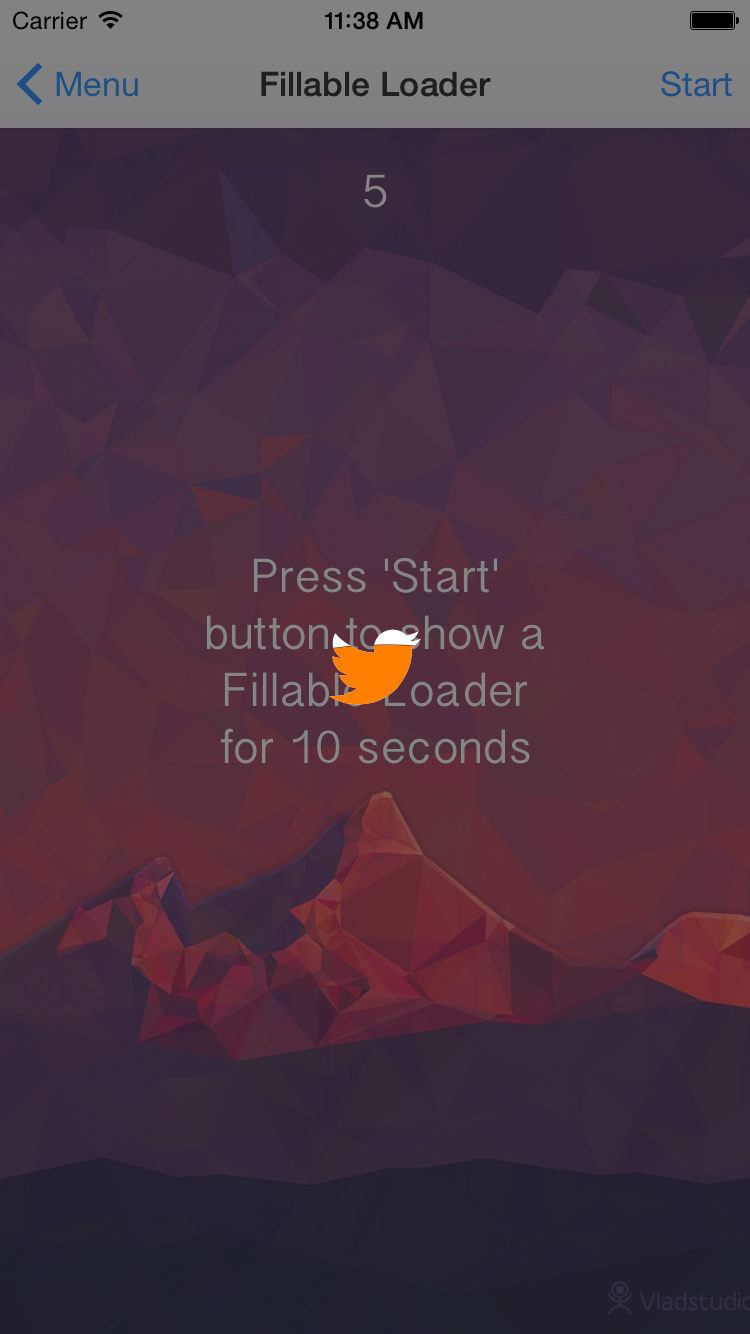 Carrier 11:38 AM
Menu Fillable Loader Start
5
Press 'Start'
button to show a
Fillable Loader
for 10 seconds
Vladstudio